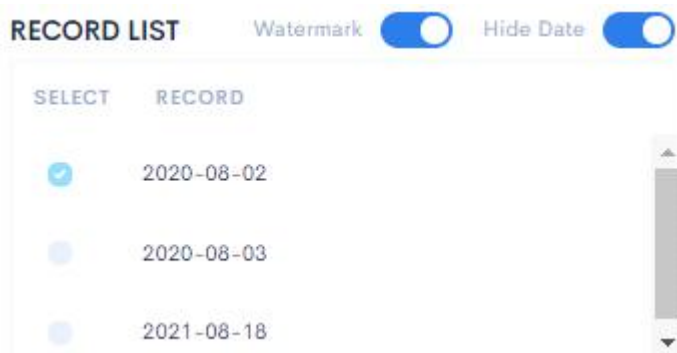 RECORD LIST Watermark Hide Date
SELECT RECORD
2020-08-02
2020-08-03
2021-08-18